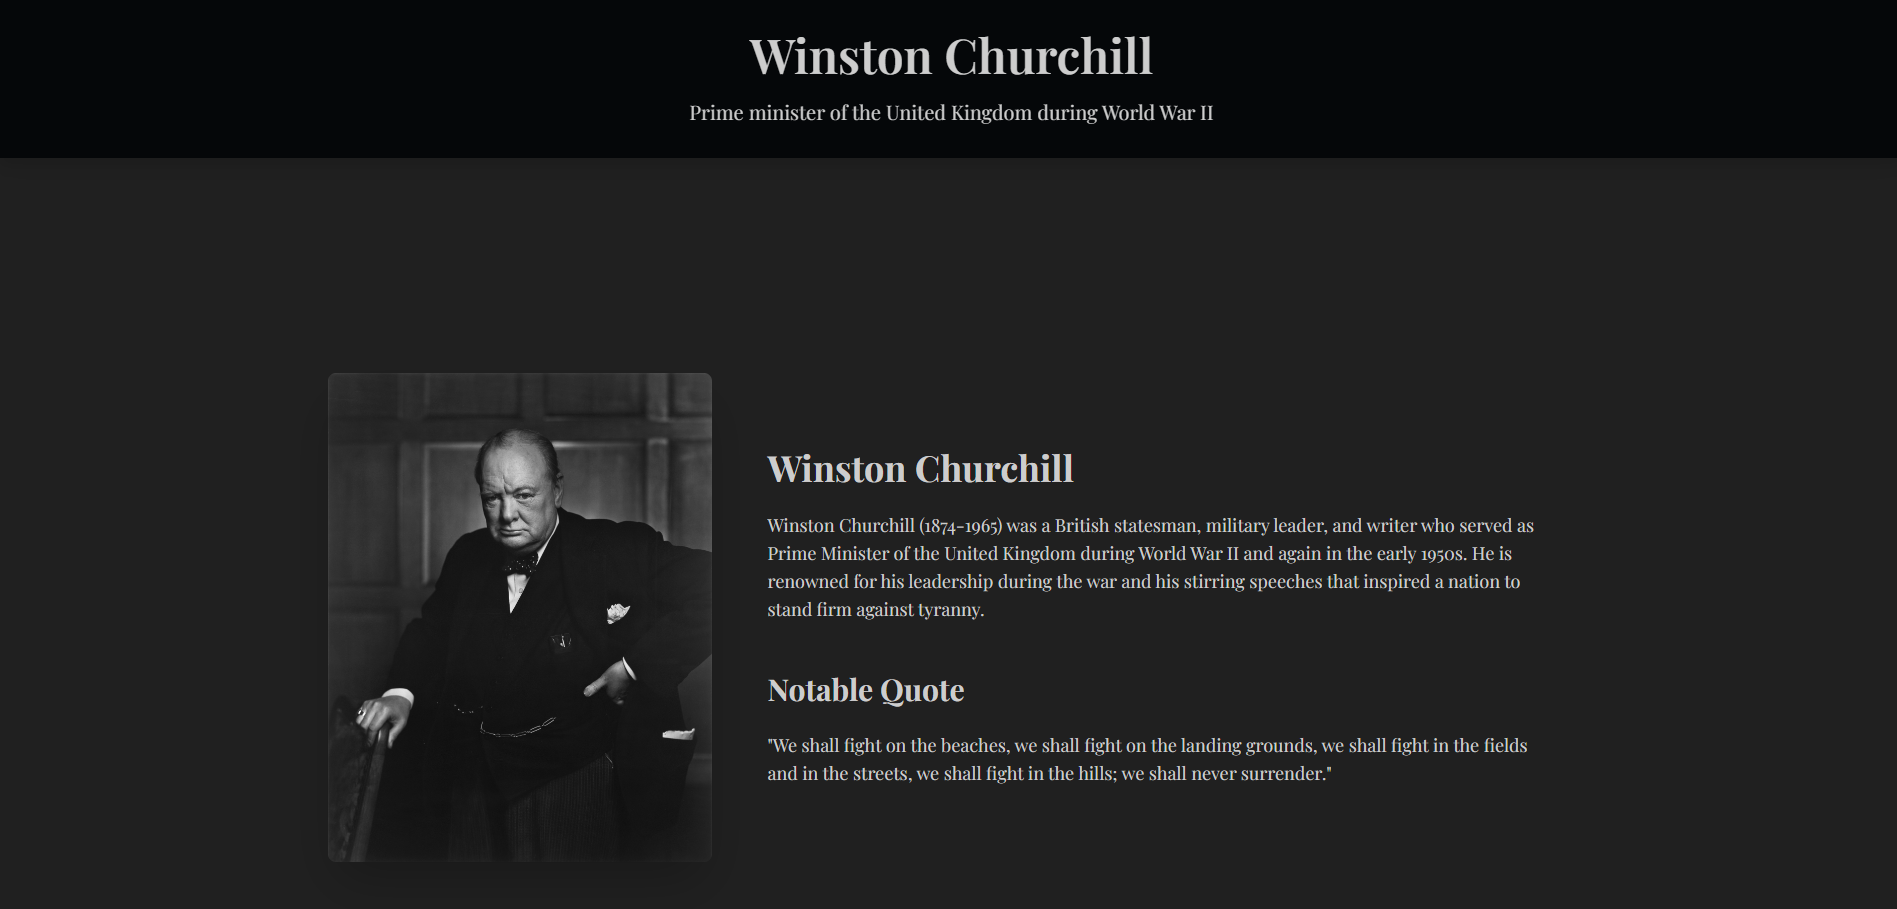 Winston Churchill
Prime minister of the United Kingdom during World War II
Winston Churchill
Winston Churchill (1874-1965) was a British statesman, military leader, and writer who served as
Prime Minister of the United Kingdom during World War II and again in the early 1950s. He is
renowned for his leadership during the war and his stirring speeches that inspired a nation to
stand firm against tyranny.
Notable Quote
"We shall fight on the beaches, we shall fight on the landing grounds, we shall fight in the fields
and in the streets, we shall fight in the hills; we shall never surrender."